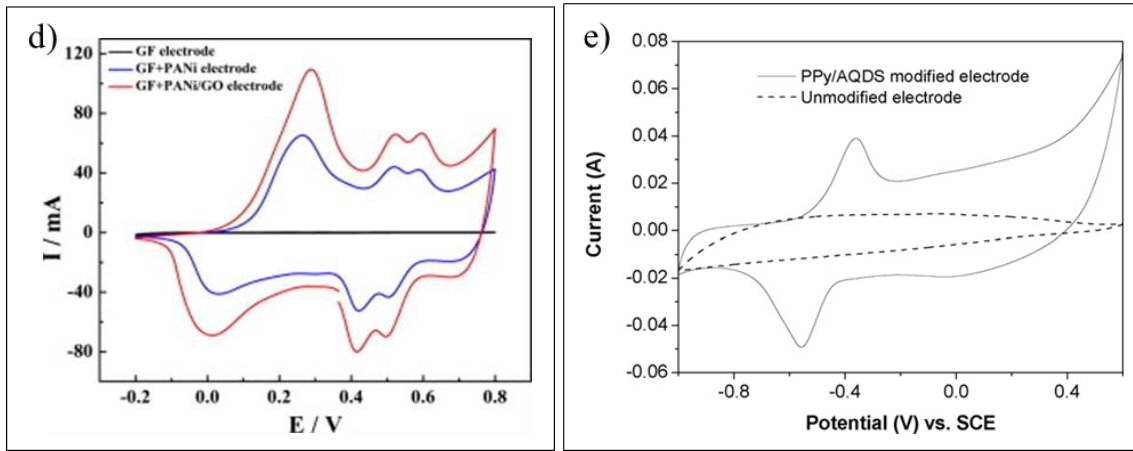 d)
GF electrode
GF+PANi electrode
GF+PANi/GO electrode
120
80
40
0
-40
-80
I / mA
-0.2 0.0 0.2 0.4 0.6 0.8
E / V
e)
PPy/AQDS modified electrode
Unmodified electrode
0.08
0.06
0.04
0.02
0.00
-0.02
-0.04
-0.06
Current (A)
-0.8 -0.4 0.0 0.4
Potential (V) vs. SCE